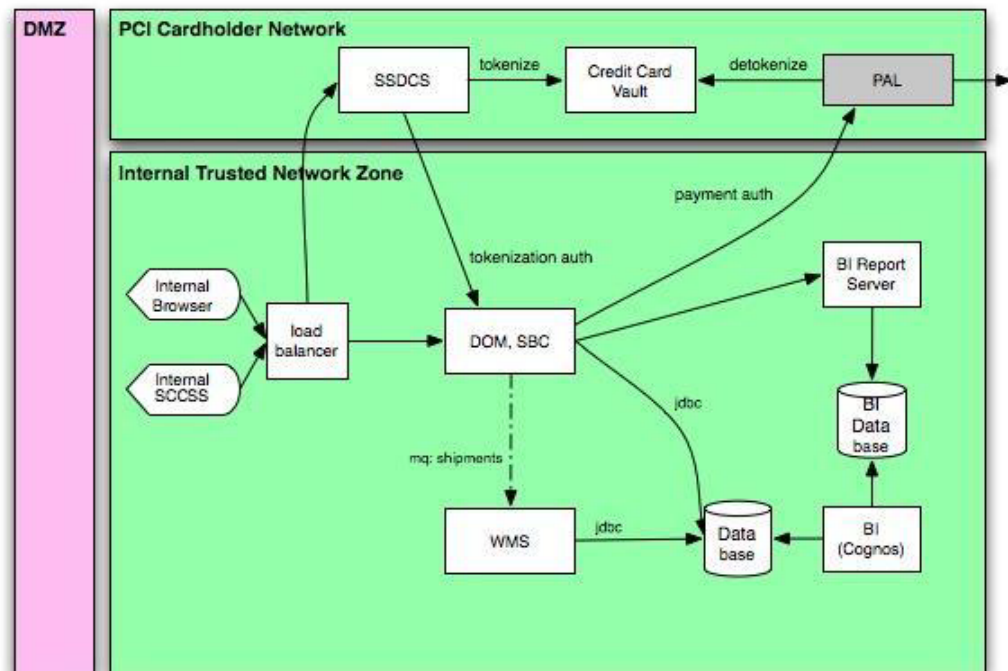 DMZ
PCI Cardholder Network
SSDCS
tokenize
Credit Card
Vault
detokenize
PAL
Internal Trusted Network Zone
payment auth
tokenization auth
Internal
Browser
load
balancer
DOM, SBC
BI Report
Server
Internal
SCCSS
jdbc
BI
Data
base
mq: shipments
WMS
jdbc
Data
base
BI
(Cognos)